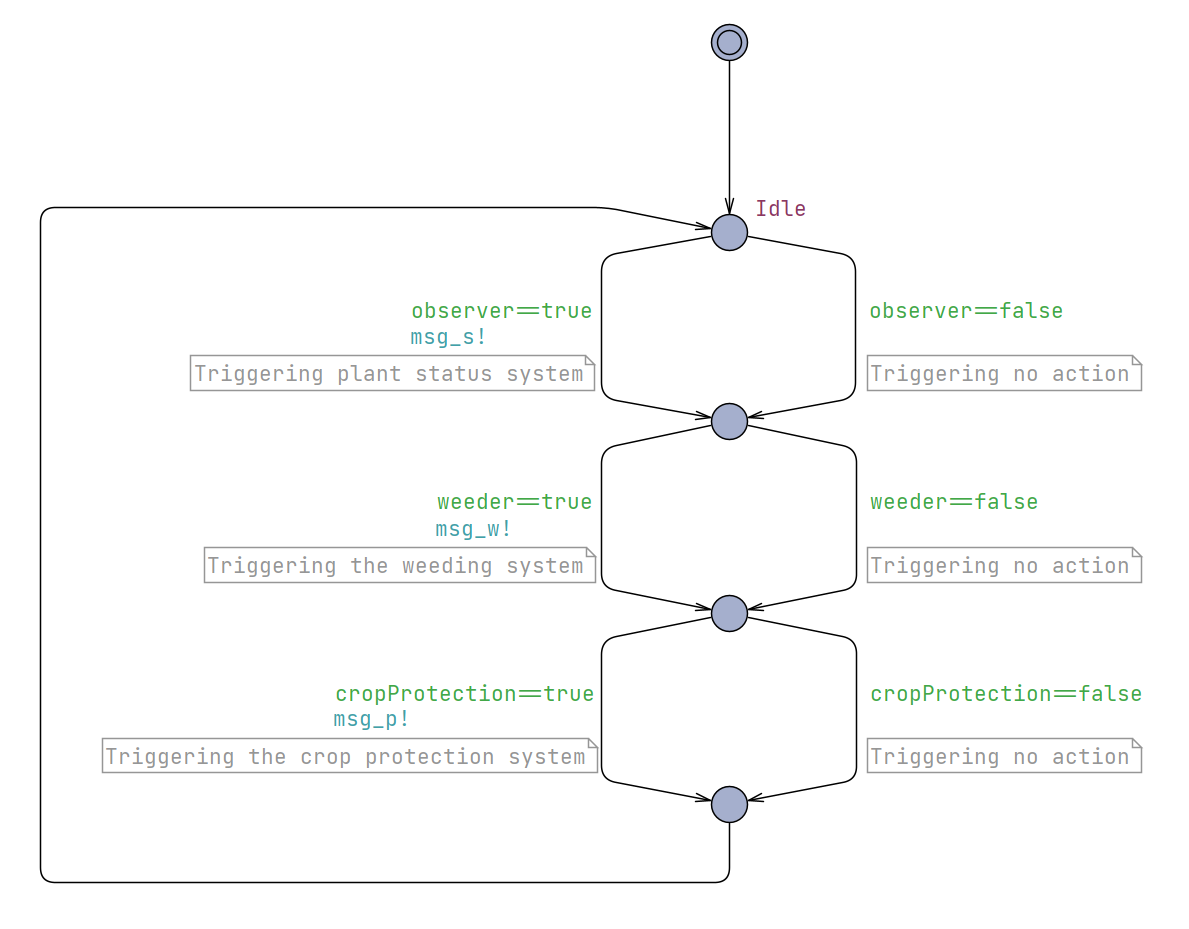 Idle
observer==true
observer==false
msg_s!
Triggering plant status system
Triggering no action
weeder==true
weeder==false
msg_w!
Triggering the weeding system
Triggering no action
cropProtection==true
cropProtection==false
msg_p!
Triggering the crop protection system
Triggering no action